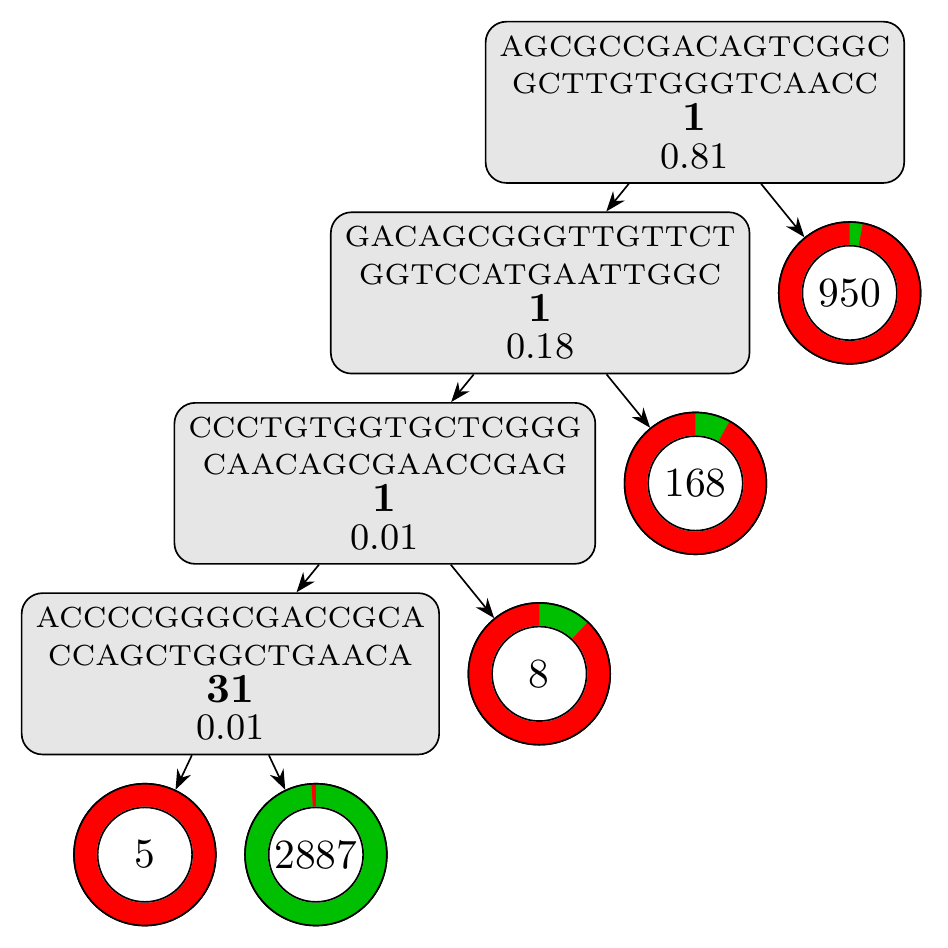 AGCGCCGACAGTCGGC
GCTTGTGGGTCAACC
1
0.81
GACAGCGGGTTGTTCT
GGTCCATGAATTGGC
1
0.18
950
CCCTGTGGTGCTCGGG
CAACAGCGAACCGAG
1
0.01
168
ACCCCGGGCGACCGCA
CCAGCTGGCTGAACA
31
0.01
8
5
2887